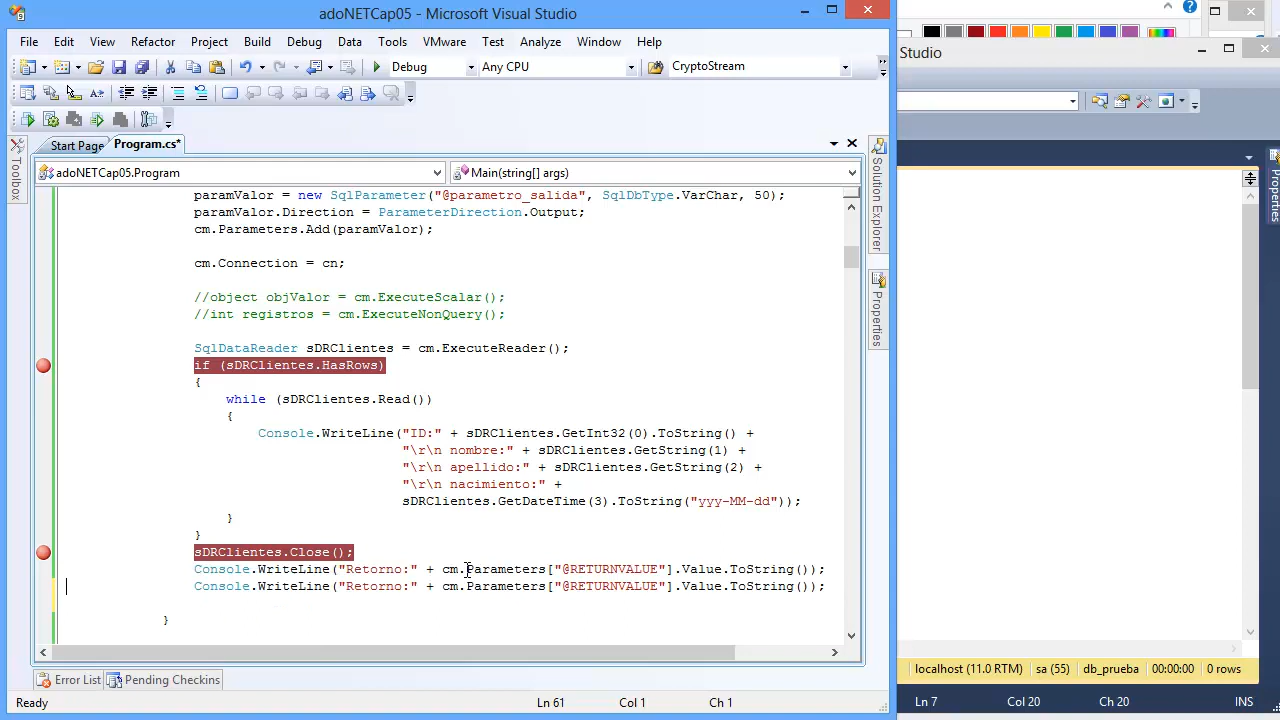 adoNETCap05 - Microsoft Visual Studio
File Edit View Refactor Project Build Debug Data Tools VMware Test Analyze Window Help
Debug Any CPU CryptoStream
Start Page Program.cs*
adoNETCap05.Program Main(string[] args)
paramValor = new SqlParameter("@parametro_salida", SqlDbType.VarChar, 50);
paramValor.Direction = ParameterDirection.Output;
cm.Parameters.Add(paramValor);
cm.Connection = cn;
//object objValor = cm.ExecuteScalar();
//int registros = cm.ExecuteNonQuery();
SqlDataReader sDRClientes = cm.ExecuteReader();
if (sDRClientes.HasRows)
{
while (sDRClientes.Read())
{
Console.WriteLine("ID:" + sDRClientes.GetInt32(0).ToString() +
"\r\n nombre:" + sDRClientes.GetString(1) +
"\r\n apellido:" + sDRClientes.GetString(2) +
"\r\n nacimiento:" +
sDRClientes.GetDateTime(3).ToString("yyy-MM-dd"));
}
}
sDRClientes.Close();
Console.WriteLine("Retorno:" + cm.Parameters["@RETURNVALUE"].Value.ToString());
Console.WriteLine("Retorno:" + cm.Parameters["@RETURNVALUE"].Value.ToString());
}
Error List Pending Checkins
Ready Ln 61 Col 1 Ch 1
Toolbox
Solution Explorer
Properties
Studio
Properties
localhost (11.0 RTM) sa (55) db_prueba 00:00:00 0 rows
Ln 7 Col 20 Ch 20 INS